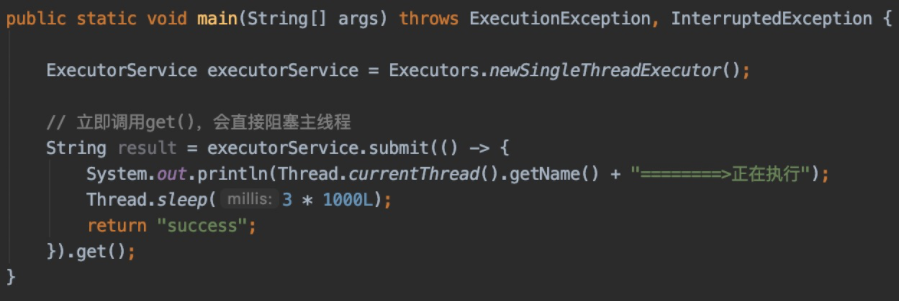 public static void main(String[] args) throws ExecutionException, InterruptedException {
ExecutorService executorService = Executors.newSingleThreadExecutor();
// 立即调用get()，会直接阻塞主线程
String result = executorService.submit(() -> {
System.out.println(Thread.currentThread().getName() + "========>正在执行");
Thread.sleep( millis: 3 * 1000L);
return "success";
}).get();
}